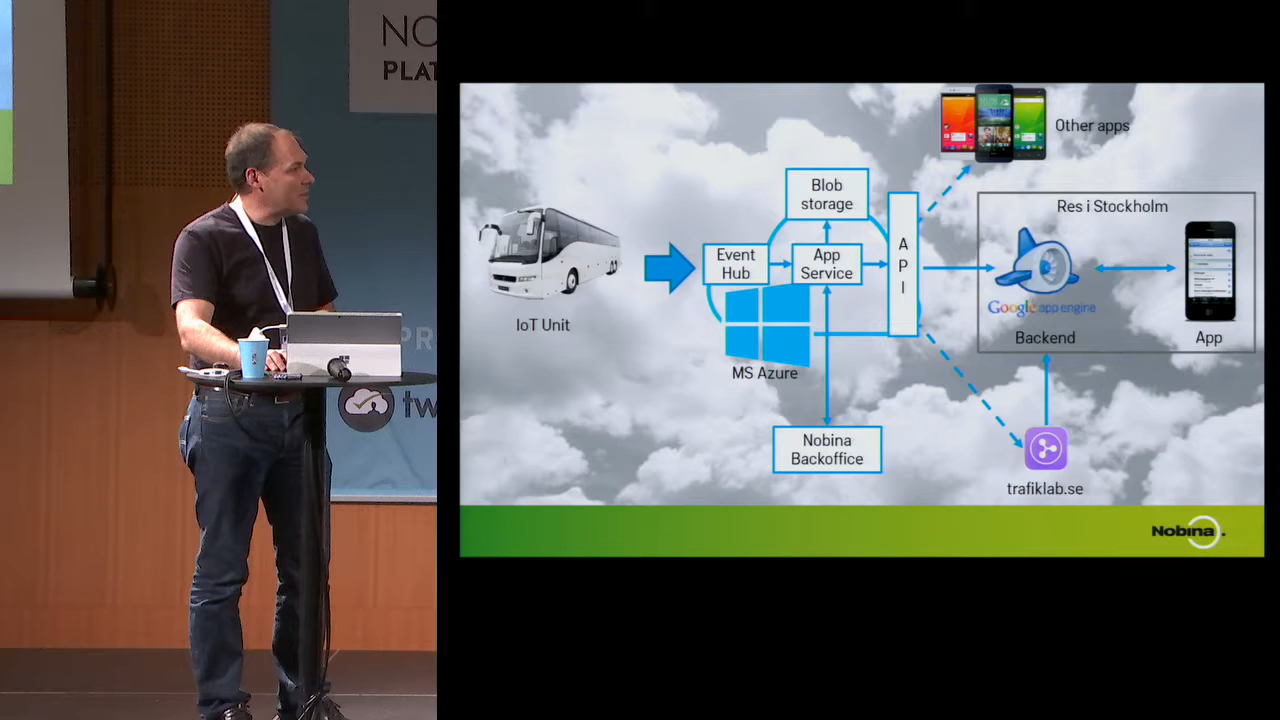 NO
PLAT
PR
tw
Other apps
Blob
storage
Res i Stockholm
Event
Hub
App
Service
A
P
I
Google app engine
IoT Unit
Backend
App
MS Azure
Nobina
Backoffice
trafiklab.se
Nobina